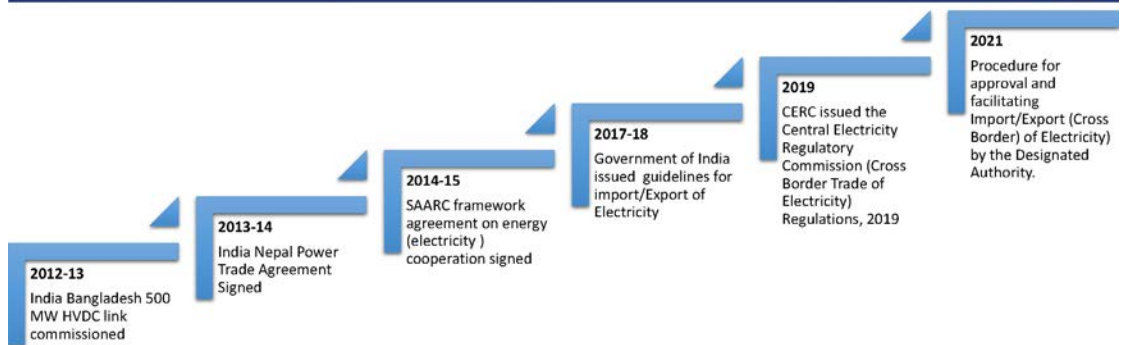 2012-13
India Bangladesh 500
MW HVDC link
commissioned
2013-14
India Nepal Power
Trade Agreement
Signed
2014-15
SAARC framework
agreement on energy
(electricity )
cooperation signed
2017-18
Government of India
issued guidelines for
import/Export of
Electricity
2019
CERC issued the
Central Electricity
Regulatory
Commission (Cross
Border Trade of
Electricity)
Regulations, 2019
2021
Procedure for
approval and
facilitating
Import/Export (Cross
Border) of Electricity)
by the Designated
Authority.